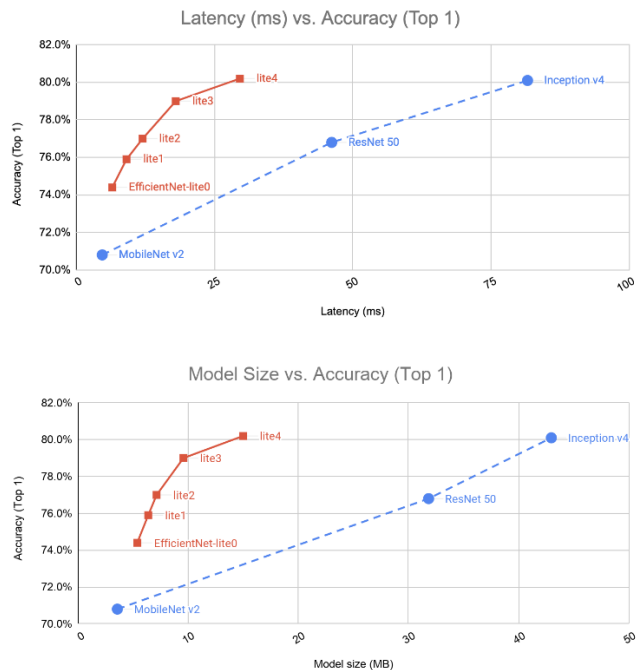 Latency (ms) vs. Accuracy (Top 1)
82.0%
80.0%
78.0%
76.0%
74.0%
72.0%
70.0%
Accuracy (Top 1)
lite4
lite3
lite2
lite1
EfficientNet-lite0
Inception v4
ResNet 50
MobileNet v2
0
25
50
75
100
Latency (ms)
Model Size vs. Accuracy (Top 1)
82.0%
80.0%
78.0%
76.0%
74.0%
72.0%
70.0%
Accuracy (Top 1)
lite4
lite3
lite2
lite1
EfficientNet-lite0
Inception v4
ResNet 50
MobileNet v2
0
10
20
30
40
50
Model size (MB)